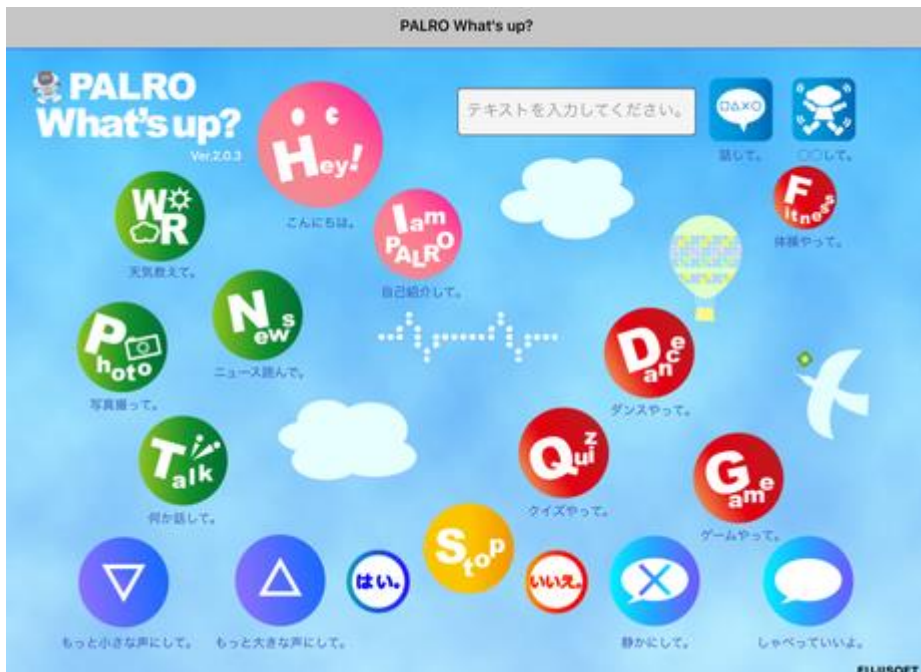 PALRO What's up?
PALRO
What's up?
Ver.2.0.3
Hey!
こんにちは。
テキストを入力してください。
□△×○
話して。
○○して。
WR
天気教えて。
I am PALRO
自己紹介して。
Fitness
体操やって。
News
ニュース読んで。
Photo
写真撮って。
Dance
ダンスやって。
Talk
何か話して。
Quiz
クイズやって。
Game
ゲームやって。
Stop
はい。
いいえ。
もっと小さな声にして。
もっと大きな声にして。
静かにして。
しゃべっていいよ。
FUJISOFT